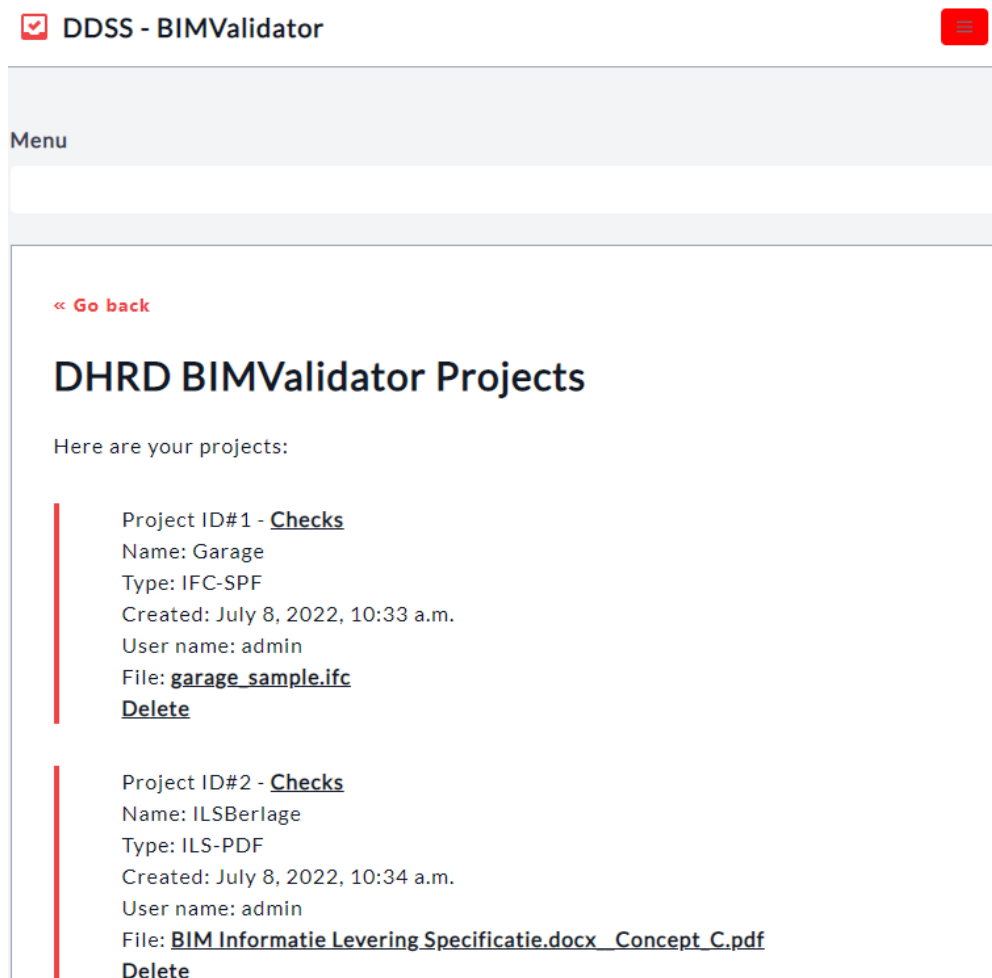 DDSS - BIMValidator
Menu
« Go back
DHRD BIMValidator Projects
Here are your projects:
Project ID#1 - Checks
Name: Garage
Type: IFC-SPF
Created: July 8, 2022, 10:33 a.m.
User name: admin
File: garage_sample.ifc
Delete
Project ID#2 - Checks
Name: ILSBerlage
Type: ILS-PDF
Created: July 8, 2022, 10:34 a.m.
User name: admin
File: BIM Informatie Levering Specificatie.docx__Concept_C.pdf
Delete